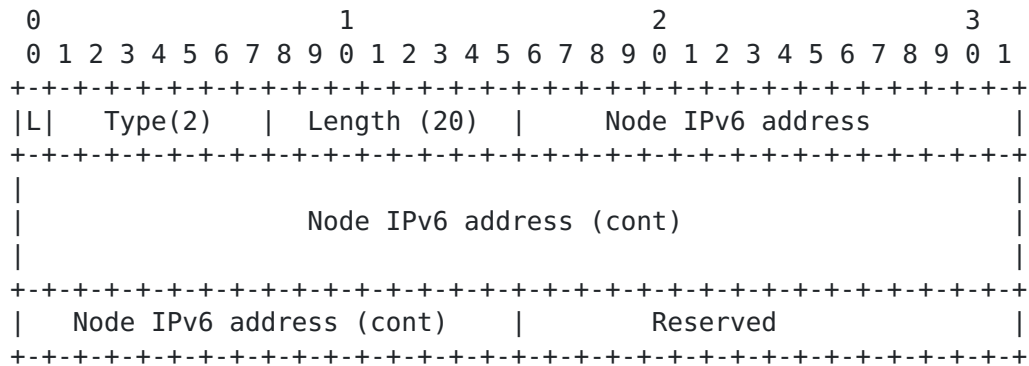 0                   1                   2                   3
0 1 2 3 4 5 6 7 8 9 0 1 2 3 4 5 6 7 8 9 0 1 2 3 4 5 6 7 8 9 0 1
+-+-+-+-+-+-+-+-+-+-+-+-+-+-+-+-+-+-+-+-+-+-+-+-+-+-+-+-+-+-+-+-+
|L|   Type(2)   |  Length (20)  |     Node IPv6 address         |
+-+-+-+-+-+-+-+-+-+-+-+-+-+-+-+-+-+-+-+-+-+-+-+-+-+-+-+-+-+-+-+-+
|                                                               |
|                  Node IPv6 address (cont)                     |
|                                                               |
+-+-+-+-+-+-+-+-+-+-+-+-+-+-+-+-+-+-+-+-+-+-+-+-+-+-+-+-+-+-+-+-+
|   Node IPv6 address (cont)    |        Reserved               |
+-+-+-+-+-+-+-+-+-+-+-+-+-+-+-+-+-+-+-+-+-+-+-+-+-+-+-+-+-+-+-+-+